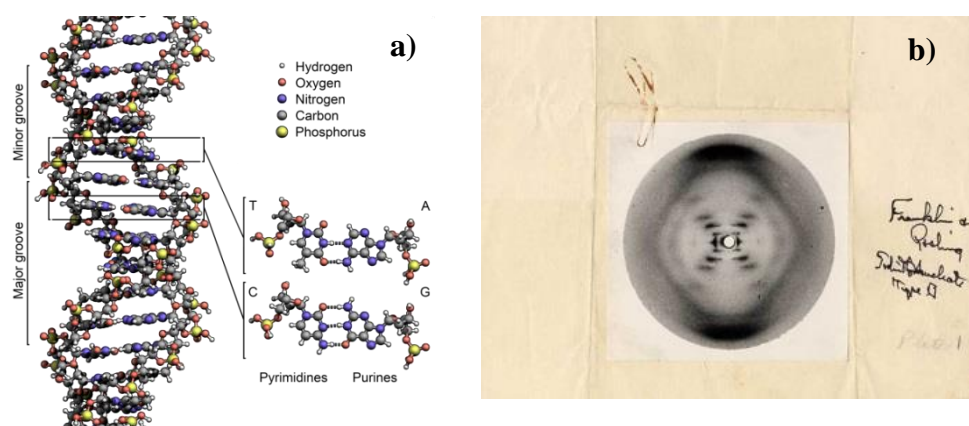 a)
Hydrogen
Oxygen
Nitrogen
Carbon
Phosphorus
Minor groove
Major groove
T
A
C
G
Pyrimidines
Purines
b)
Franklin &
Gosling
Type B